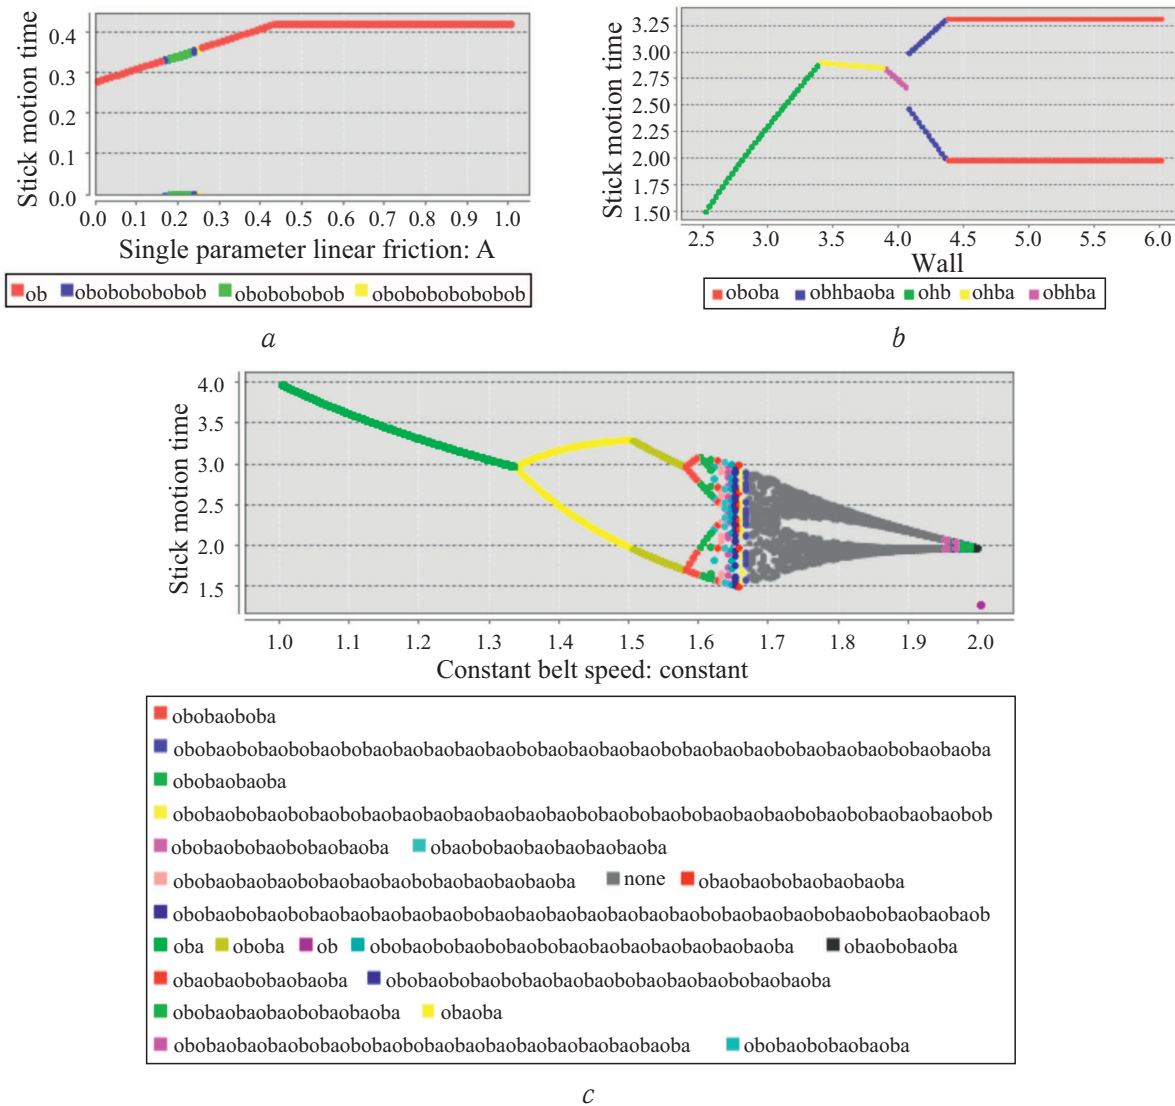 Stick motion time
0.4
0.3
0.2
0.1
0.0
0.0 0.1 0.2 0.3 0.4 0.5 0.6 0.7 0.8 0.9 1.0
Single parameter linear friction: A
ob obobobobobob obobobobob obobobobobobob
a
Stick motion time
3.25
3.00
2.75
2.50
2.25
2.00
1.75
1.50
2.5 3.0 3.5 4.0 4.5 5.0 5.5 6.0
Wall
oboba obhbaoba ohb ohba obhba
b
Stick motion time
4.0
3.5
3.0
2.5
2.0
1.5
1.0 1.1 1.2 1.3 1.4 1.5 1.6 1.7 1.8 1.9 2.0
Constant belt speed: constant
obobaoboba
obobaobobaobobaobobaobaobaobaobaobobaobaobaobaobobaobaobaobobaobaobaobobaobaoba
obobaobaoba
obobaobobaobobaobobaobaobaobaobaobaobaobobaobobaobobaobaobaobaobobaobobaobaobaobob
obobaobobaobobaobaoba obaobobaobaobaobaobaoba
obobaobaobaobobaobaobaobobaobaobaobaoba none obaobaobobaobaobaoba
obobaobobaobobaobaobaobaobaobobaobaobaobaobaobaobaobobaobaobaobobaobobaobaobaob
oba oboba ob obobaobobaobobaobobaobaobaobaobaobaobaoba obaobobaoba
obaobaobobaobaoba obobaobobaobobaobaobaobobaobaobaobobaobaoba
obobaobaobaobobaobaoba obaoba
obobaobaobaobobaobobaobobaobobaobaobaobaobaobaobaoba obobaobobaobaoba
c